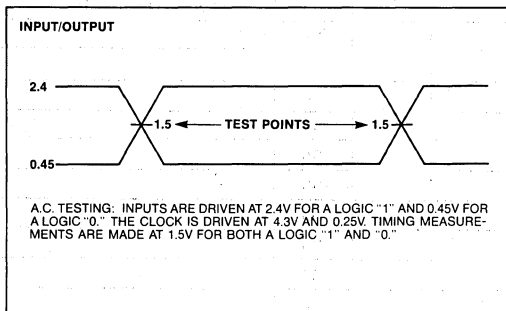 INPUT/OUTPUT
2.4
1.5 TEST POINTS 1.5
0.45
A.C. TESTING: INPUTS ARE DRIVEN AT 2.4V FOR A LOGIC "1" AND 0.45V FOR
A LOGIC "0." THE CLOCK IS DRIVEN AT 4.3V AND 0.25V. TIMING MEASURE-
MENTS ARE MADE AT 1.5V FOR BOTH A LOGIC "1" AND "0."